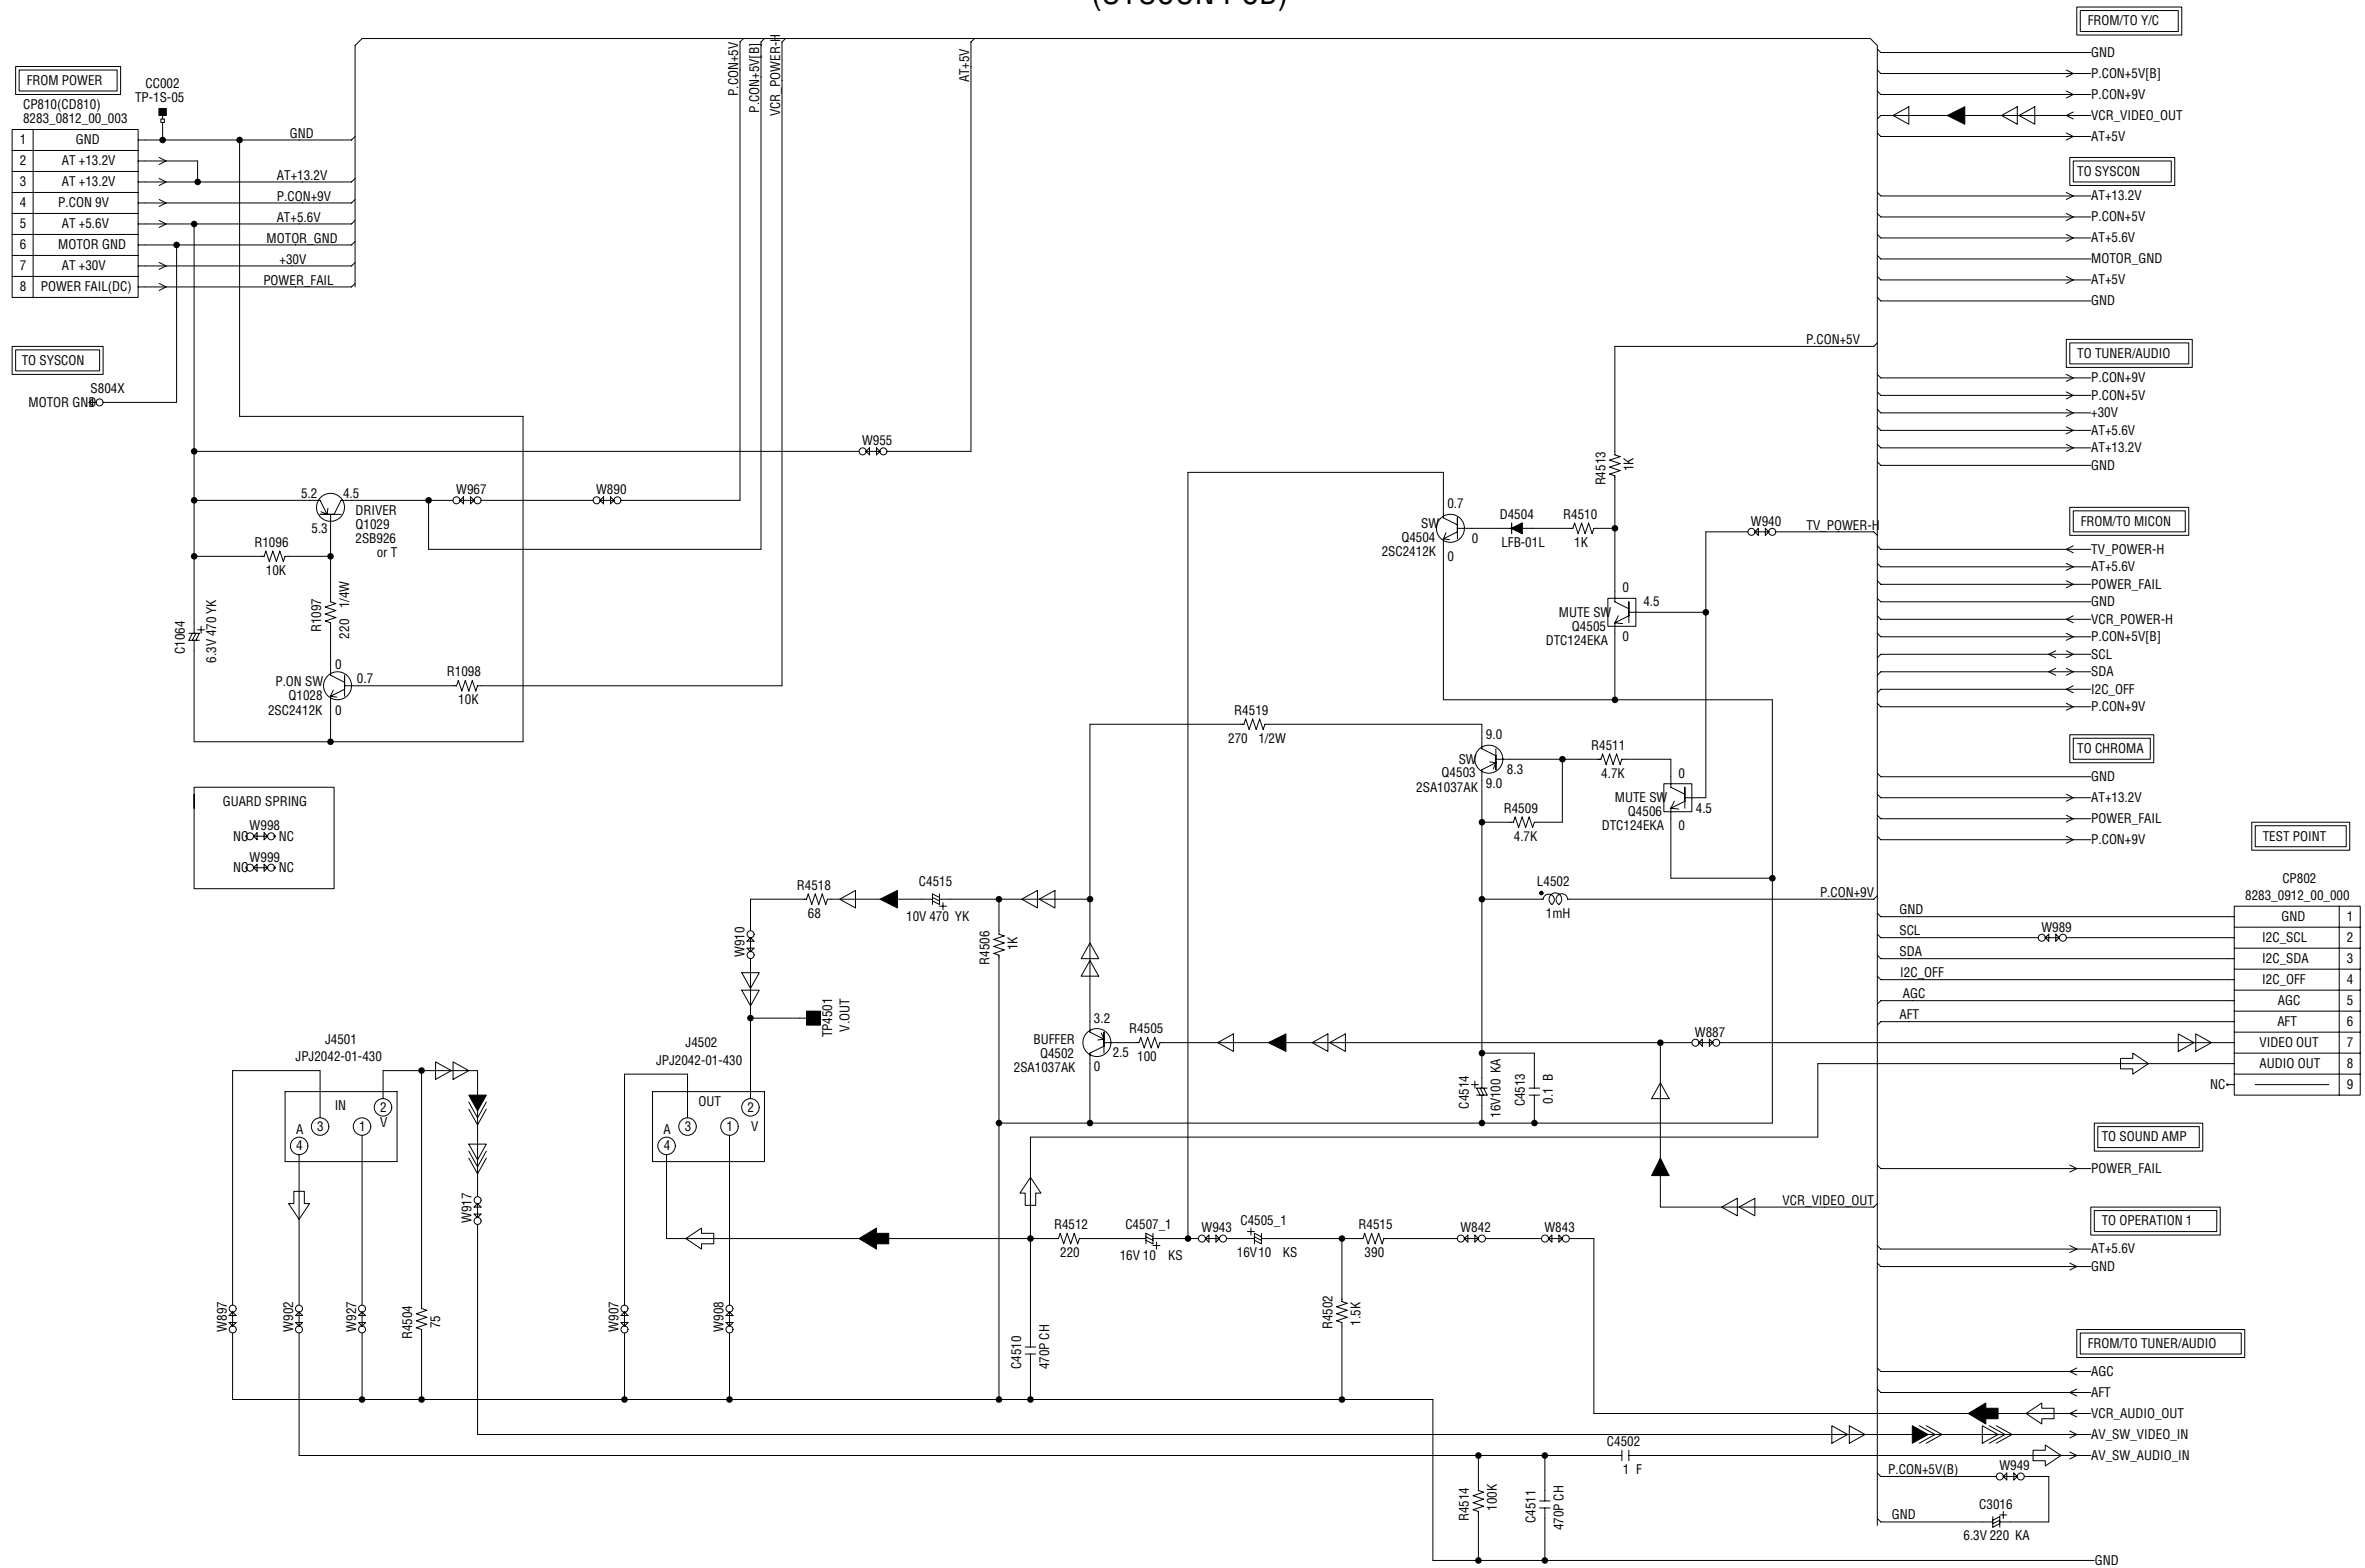 FROM POWER
CP810(CD810)
8283_0812_00_003
1 GND
2 AT +13.2V
3 AT +13.2V
4 P.CON 9V
5 AT +5.6V
6 MOTOR GND
7 AT +30V
8 POWER FAIL(DC)
CC002
TP-1S-05
GND
AT+13.2V
P.CON+9V
AT+5.6V
MOTOR_GND
+30V
POWER_FAIL
TO SYSCON
S804X
MOTOR GND
P.CON+5V
P.CON+5V[B]
VCR_POWER-H
AT+5V
W955
5.2
4.5
5.3
DRIVER
Q1029
2SB926
or T
W967
W890
R1096
10K
R1097
220 1/4W
C1064
6.3V 470 YK
P.ON SW
Q1028
2SC2412K
0
0.7
0
R1098
10K
GUARD SPRING
W998
NC NC
W999
NC NC
P.CON+5V
R4513
1K
0.7
SW
Q4504
2SC2412K
0
0
D4504
LFB-01L
R4510
1K
W940
TV_POWER-H
0
4.5
MUTE SW
Q4505
DTC124EKA
0
R4519
270 1/2W
9.0
SW
Q4503
2SA1037AK
8.3
9.0
R4511
4.7K
R4509
4.7K
0
MUTE SW
Q4506
DTC124EKA
4.5
0
L4502
1mH
P.CON+9V
R4518
68
C4515
10V 470 YK
R4506
1K
W910
TP4501
V.OUT
3.2
BUFFER
Q4502
2SA1037AK
2.5
0
R4505
100
W887
C4514
16V100 KA
C4513
0.1 B
VCR_VIDEO_OUT
J4501
JPJ2042-01-430
IN
A
4
3
1
2
V
J4502
JPJ2042-01-430
OUT
A
4
3
1
2
V
W917
W897
W902
W927
R4504
75
W907
W908
R4512
220
C4507_1
16V 10 KS
W943
C4505_1
16V10 KS
R4515
390
W842
W843
C4510
470P CH
R4502
1.5K
C4502
1 F
R4514
100K
C4511
470P CH
FROM/TO Y/C
GND
P.CON+5V[B]
P.CON+9V
VCR_VIDEO_OUT
AT+5V
TO SYSCON
AT+13.2V
P.CON+5V
AT+5.6V
MOTOR_GND
AT+5V
GND
TO TUNER/AUDIO
P.CON+9V
P.CON+5V
+30V
AT+5.6V
AT+13.2V
GND
FROM/TO MICON
TV_POWER-H
AT+5.6V
POWER_FAIL
GND
VCR_POWER-H
P.CON+5V[B]
SCL
SDA
I2C_OFF
P.CON+9V
TO CHROMA
GND
AT+13.2V
POWER_FAIL
P.CON+9V
TEST POINT
CP802
8283_0912_00_000
GND
SCL
W989
SDA
I2C_OFF
AGC
AFT
GND 1
I2C_SCL 2
I2C_SDA 3
I2C_OFF 4
AGC 5
AFT 6
VIDEO OUT 7
AUDIO OUT 8
NC 9
TO SOUND AMP
POWER_FAIL
TO OPERATION 1
AT+5.6V
GND
FROM/TO TUNER/AUDIO
AGC
AFT
VCR_AUDIO_OUT
AV_SW_VIDEO_IN
AV_SW_AUDIO_IN
P.CON+5V(B)
W949
GND
C3016
6.3V 220 KA
GND